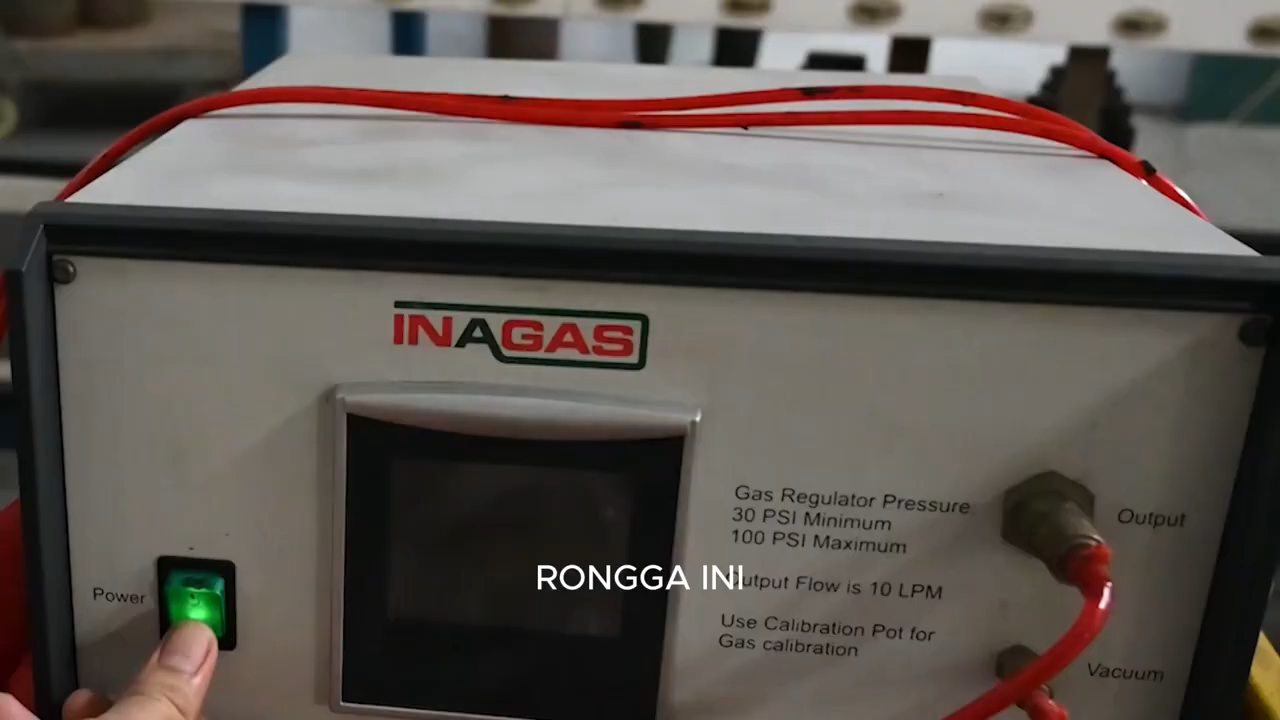 INAGAS
Gas Regulator Pressure
30 PSI Minimum
100 PSI Maximum
Output
Power
RONGGA INI
Output Flow is 10 LPM
Use Calibration Pot for
Gas calibration
Vacuum